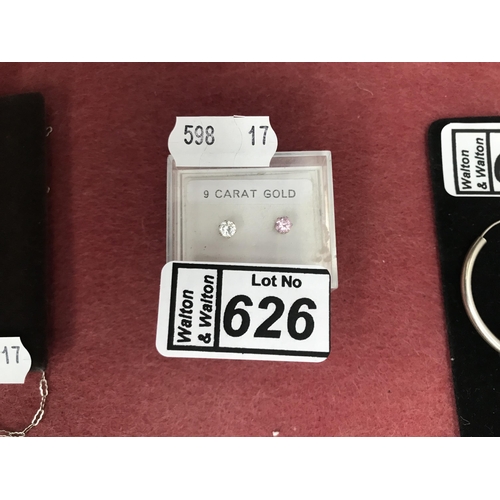 598 17
9 CARAT GOLD
Walton
& Walton
Lot No
626
Walton
& Walton
17